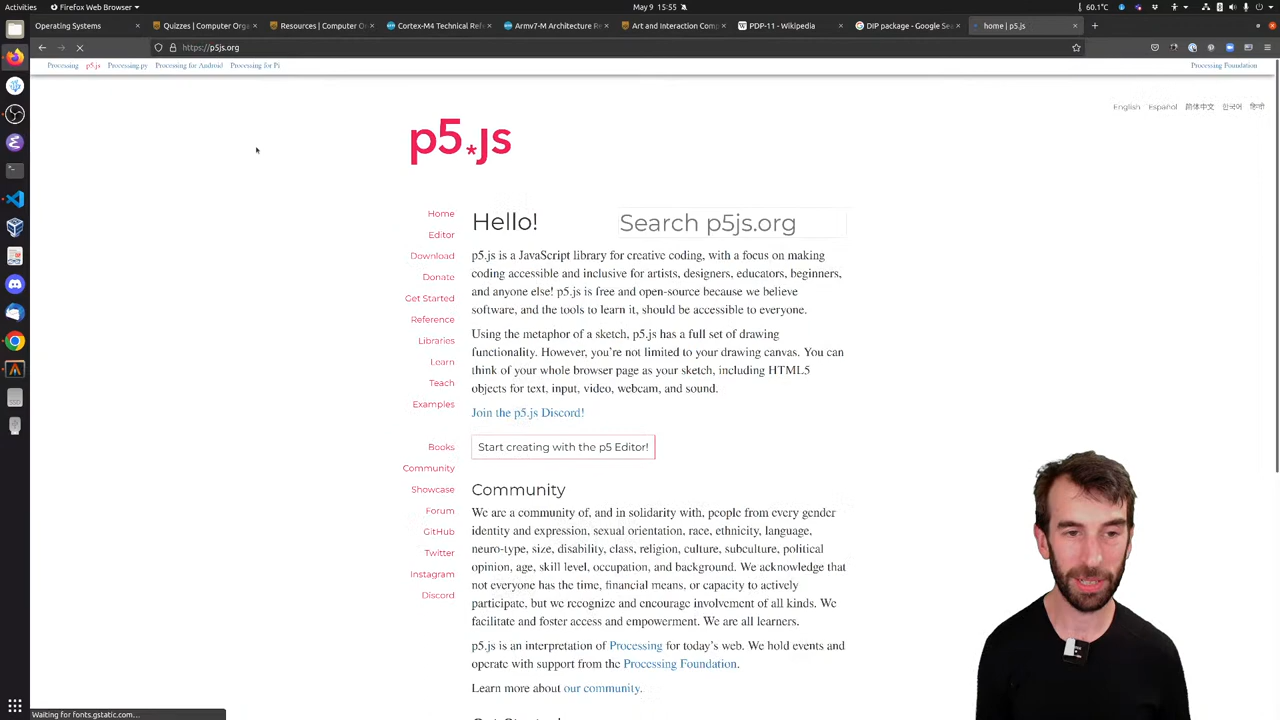 Activities
Firefox Web Browser
May 9 15:55
60.1°C
Operating Systems
Quizzes | Computer Orga
Resources | Computer O
Cortex-M4 Technical Refe
Armv7-M Architecture Re
Art and Interaction Comp
PDP-11 - Wikipedia
DIP package - Google Sea
home | p5.js
https://p5js.org
Processing p5.js Processing.py Processing for Android Processing for Pi
Processing Foundation
English Español 简体中文 한국어 हिन्दी
p5.js
Home
Editor
Download
Donate
Get Started
Reference
Libraries
Learn
Teach
Examples
Books
Community
Showcase
Forum
GitHub
Twitter
Instagram
Discord
Hello!
Search p5js.org
p5.js is a JavaScript library for creative coding, with a focus on making
coding accessible and inclusive for artists, designers, educators, beginners,
and anyone else! p5.js is free and open-source because we believe
software, and the tools to learn it, should be accessible to everyone.
Using the metaphor of a sketch, p5.js has a full set of drawing
functionality. However, you're not limited to your drawing canvas. You can
think of your whole browser page as your sketch, including HTML5
objects for text, input, video, webcam, and sound.
Join the p5.js Discord!
Start creating with the p5 Editor!
Community
We are a community of, and in solidarity with, people from every gender
identity and expression, sexual orientation, race, ethnicity, language,
neuro-type, size, disability, class, religion, culture, subculture, political
opinion, age, skill level, occupation, and background. We acknowledge that
not everyone has the time, financial means, or capacity to actively
participate, but we recognize and encourage involvement of all kinds. We
facilitate and foster access and empowerment. We are all learners.
p5.js is an interpretation of Processing for today's web. We hold events and
operate with support from the Processing Foundation.
Learn more about our community.
Waiting for fonts.gstatic.com…